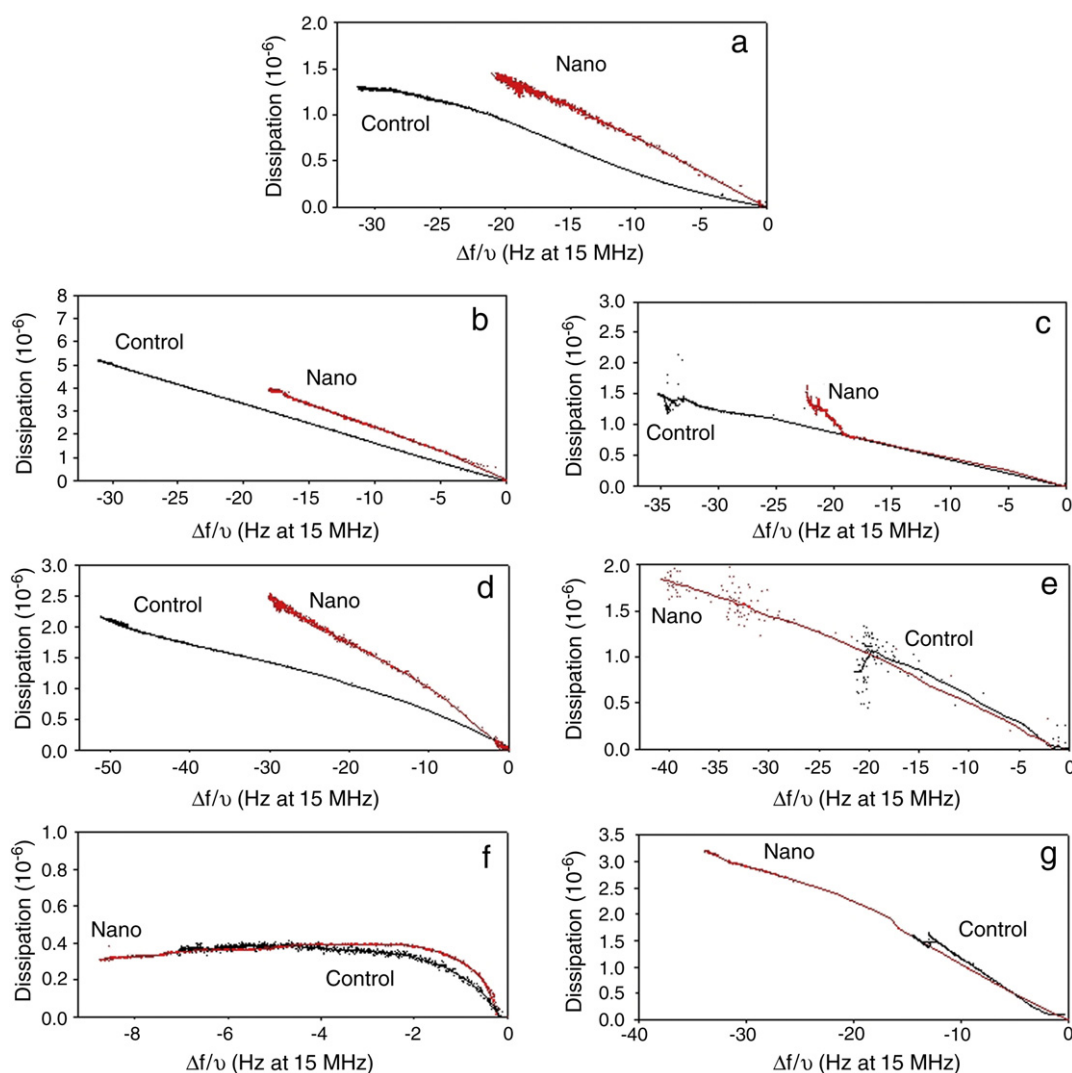 a
Dissipation (10⁻⁶)
2.0
1.5
1.0
0.5
0.0
Nano
Control
-30 -25 -20 -15 -10 -5 0
Δf/υ (Hz at 15 MHz)
b
Dissipation (10⁻⁶)
8
7
6
5
4
3
2
1
0
Control
Nano
-30 -25 -20 -15 -10 -5 0
Δf/υ (Hz at 15 MHz)
c
Dissipation (10⁻⁶)
3.0
2.5
2.0
1.5
1.0
0.5
0.0
Nano
Control
-35 -30 -25 -20 -15 -10 -5 0
Δf/υ (Hz at 15 MHz)
d
Dissipation (10⁻⁶)
3.0
2.5
2.0
1.5
1.0
0.5
0.0
Control
Nano
-50 -40 -30 -20 -10 0
Δf/υ (Hz at 15 MHz)
e
Dissipation (10⁻⁶)
2.0
1.5
1.0
0.5
0
Nano
Control
-40 -35 -30 -25 -20 -15 -10 -5 0
Δf/υ (Hz at 15 MHz)
f
Dissipation (10⁻⁶)
1.0
0.8
0.6
0.4
0.2
0.0
Nano
Control
-8 -6 -4 -2 0
Δf/υ (Hz at 15 MHz)
g
Dissipation (10⁻⁶)
3.5
3.0
2.5
2.0
1.5
1.0
0.5
0.0
Nano
Control
-40 -30 -20 -10 0
Δf/υ (Hz at 15 MHz)